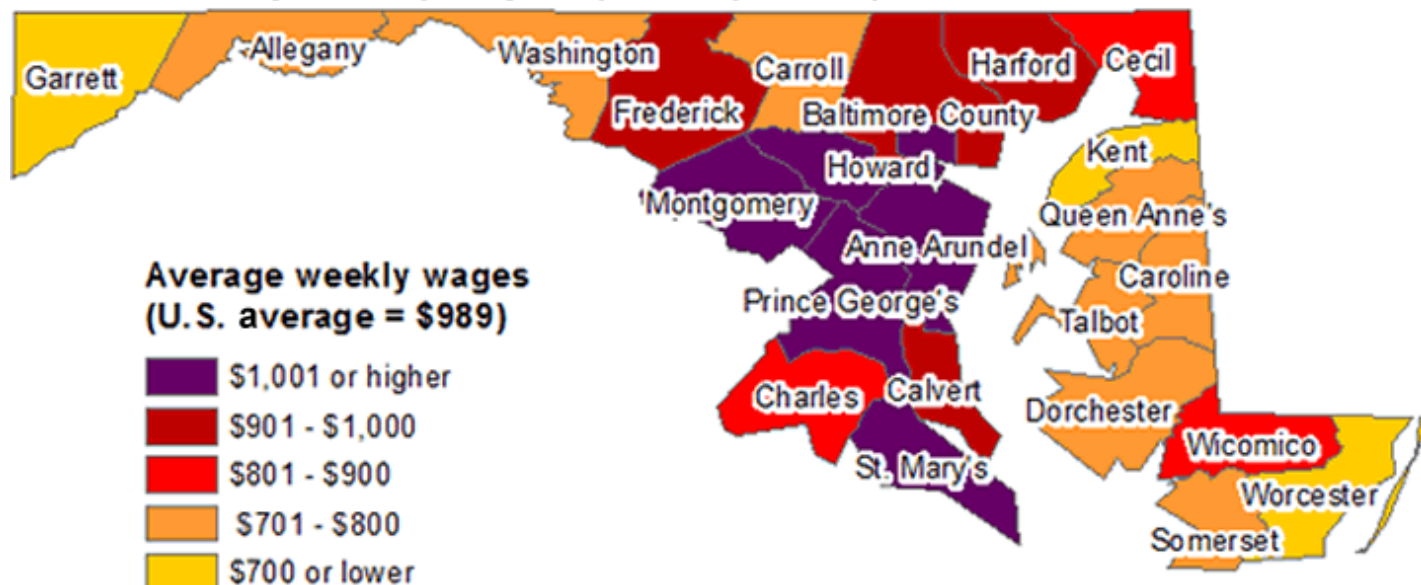 Garrett
Allegany
Washington
Frederick
Carroll
Baltimore County
Harford
Cecil
Howard
Montgomery
Anne Arundel
Prince George's
Charles
Calvert
St. Mary's
Kent
Queen Anne's
Caroline
Talbot
Dorchester
Wicomico
Worcester
Somerset
Average weekly wages
(U.S. average = $989)
$1,001 or higher
$901 - $1,000
$801 - $900
$701 - $800
$700 or lower